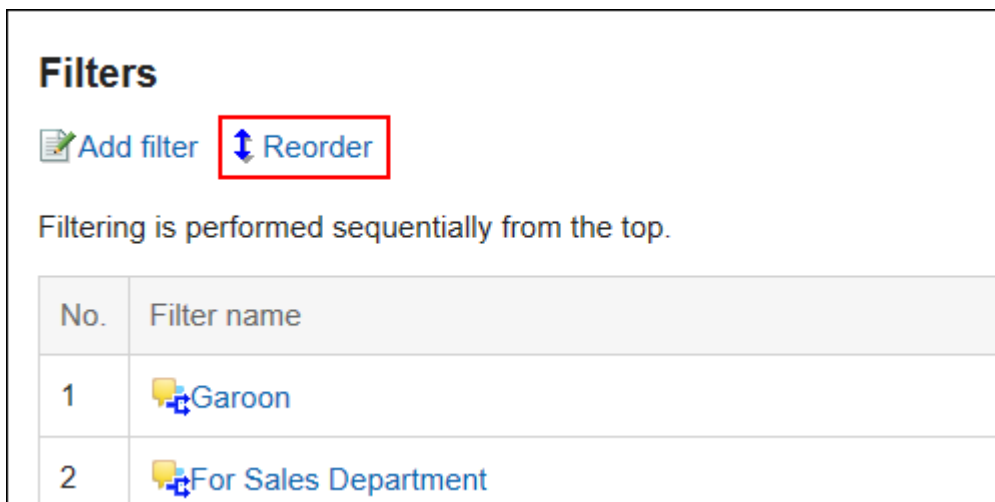 Filters
Add filter Reorder
Filtering is performed sequentially from the top.
No. Filter name
1 Garoon
2 For Sales Department